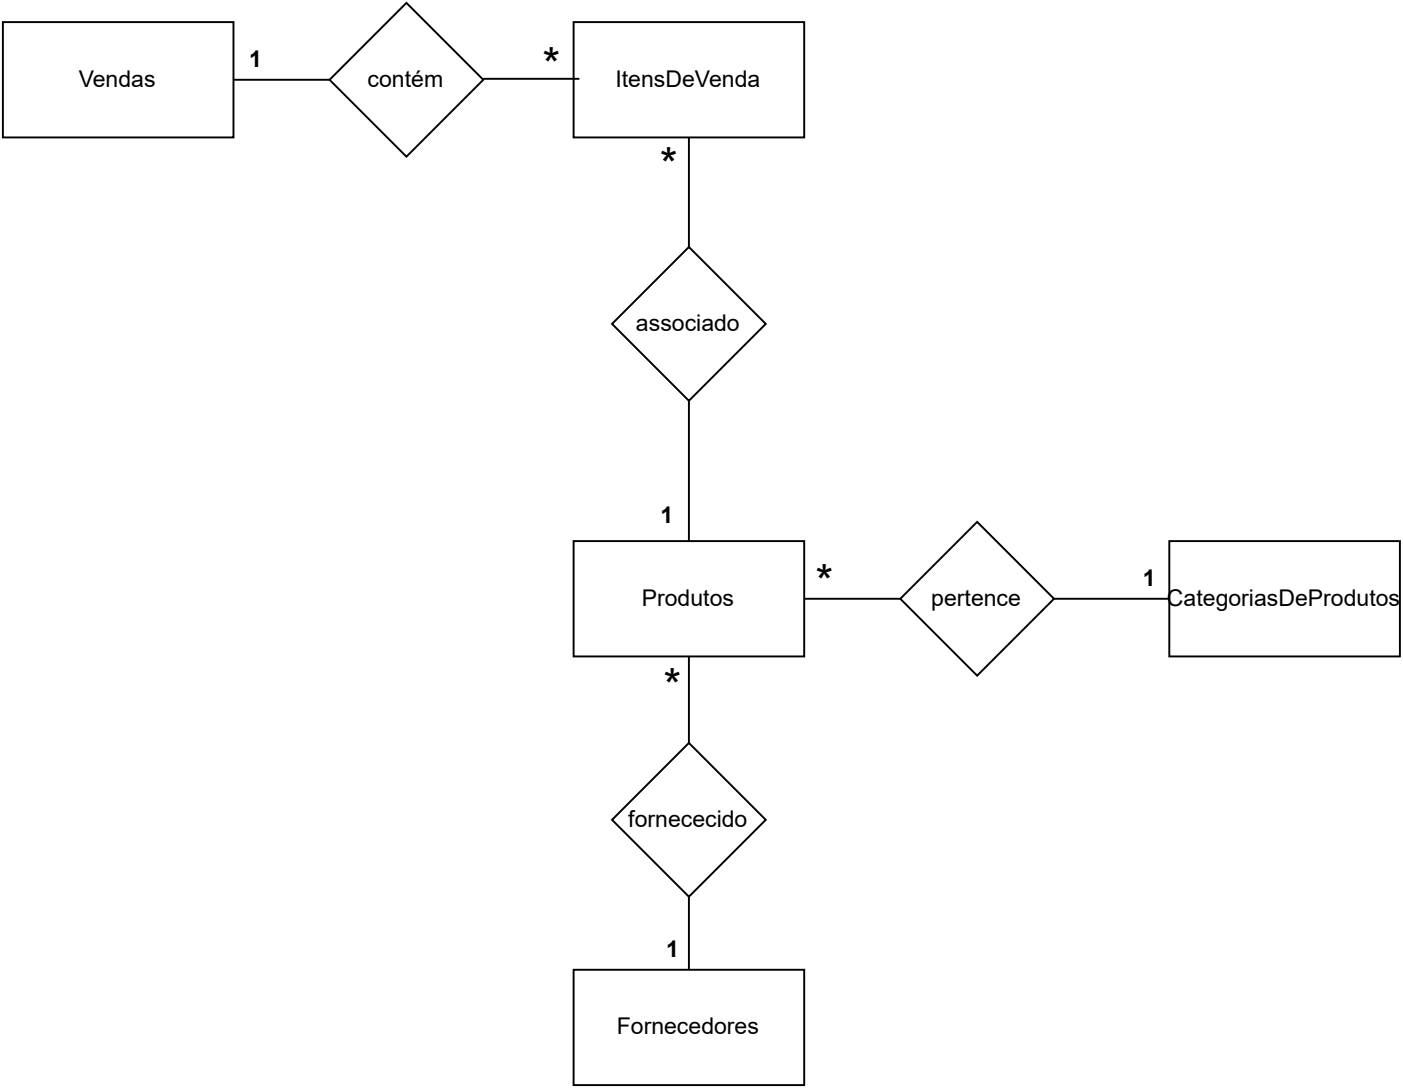 Vendas
1
contém
*
ItensDeVenda
*
associado
1
Produtos
*
pertence
1
CategoriasDeProdutos
*
fornececido
1
Fornecedores